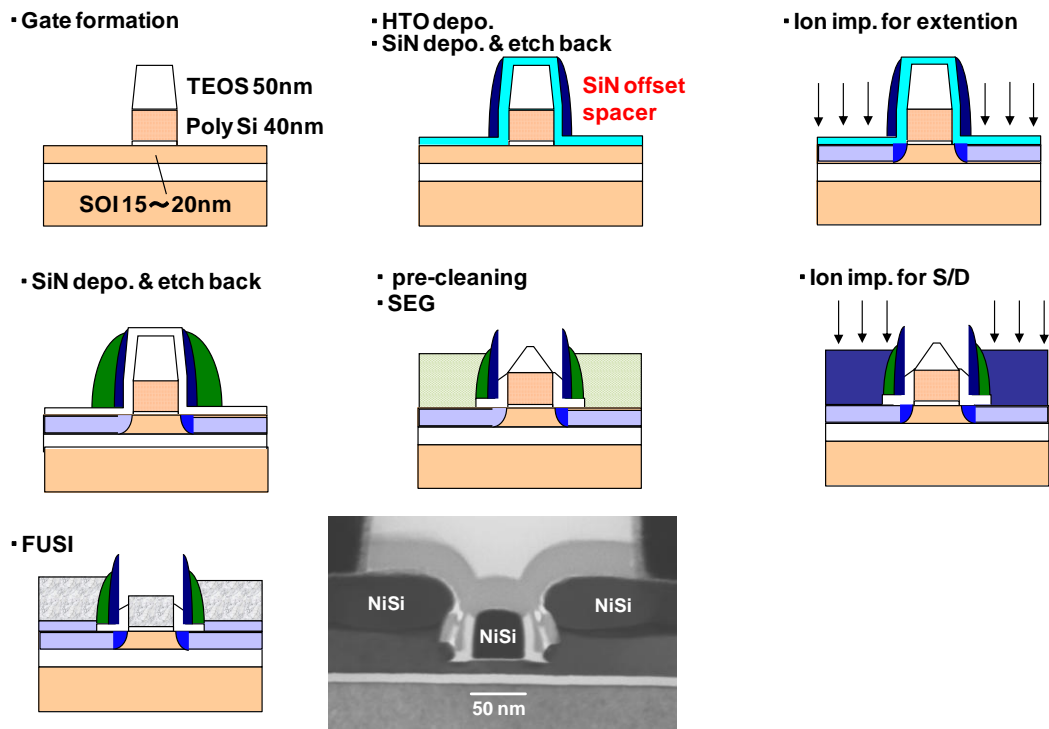 ▪ Gate formation
TEOS 50nm
Poly Si 40nm
SOI 15～20nm
▪ HTO depo.
▪ SiN depo. & etch back
SiN offset
spacer
▪ Ion imp. for extention
▪ SiN depo. & etch back
▪ pre-cleaning
▪ SEG
▪ Ion imp. for S/D
▪ FUSI
NiSi
NiSi
NiSi
50 nm